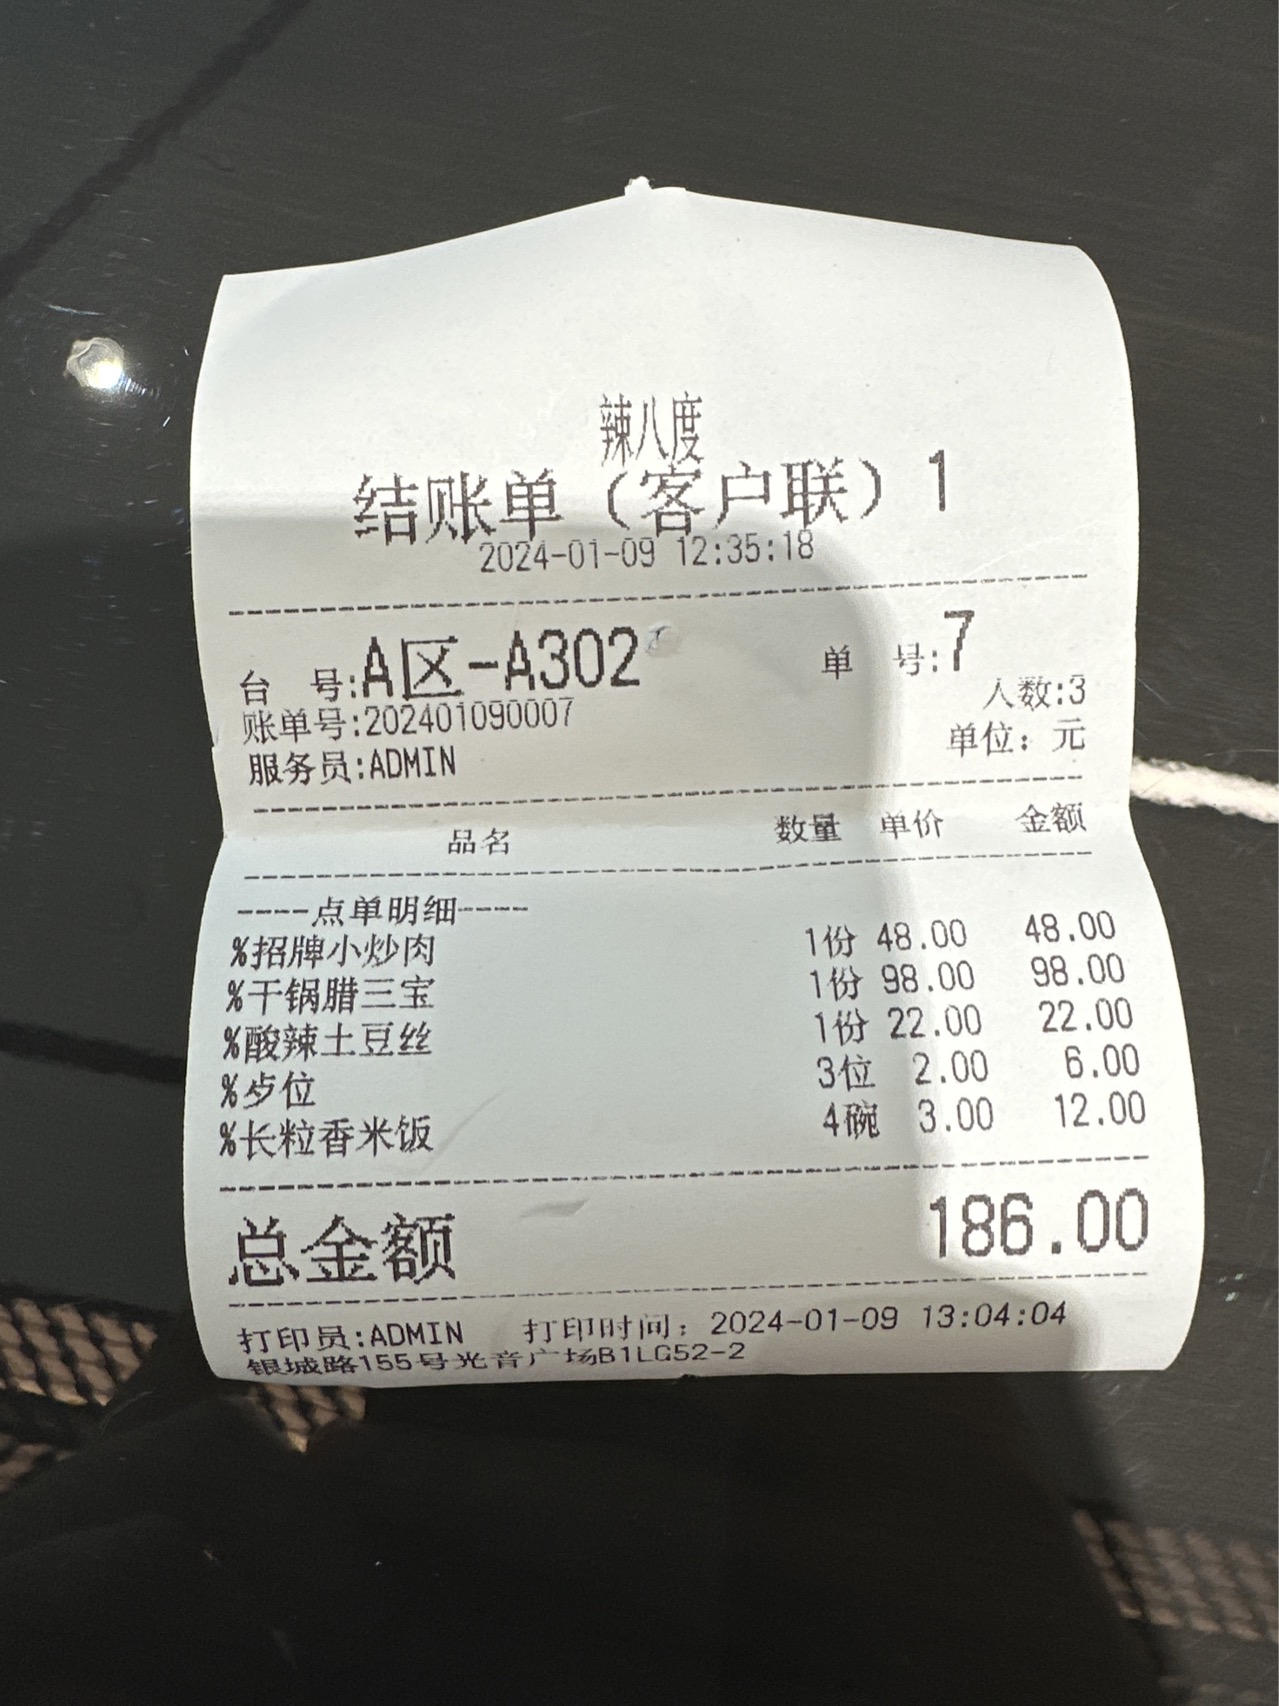 辣八度
结账单（客户联）1
2024-01-09 12:35:18
台 号:A区-A302 单 号:7
人数:3
账单号:202401090007
单位：元
服务员:ADMIN
品名 数量 单价 金额
----点单明细----
%招牌小炒肉 1份 48.00 48.00
%干锅腊三宝 1份 98.00 98.00
%酸辣土豆丝 1份 22.00 22.00
%歺位 3位 2.00 6.00
%长粒香米饭 4碗 3.00 12.00
总金额 186.00
打印员:ADMIN 打印时间：2024-01-09 13:04:04
银城路155号光音广场B1LG52-2